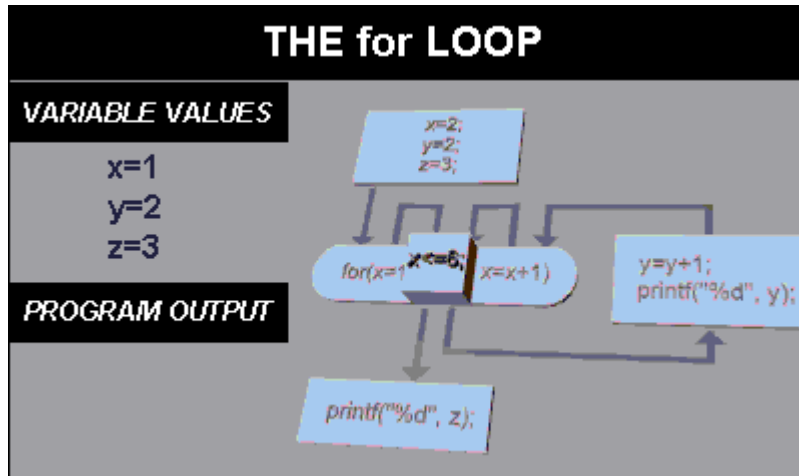 THE for LOOP
VARIABLE VALUES
x=1
y=2
z=3
PROGRAM OUTPUT
x=2;
y=2;
z=3;
for(x=1 x<=6; x=x+1)
y=y+1;
printf("%d", y);
printf("%d", z);